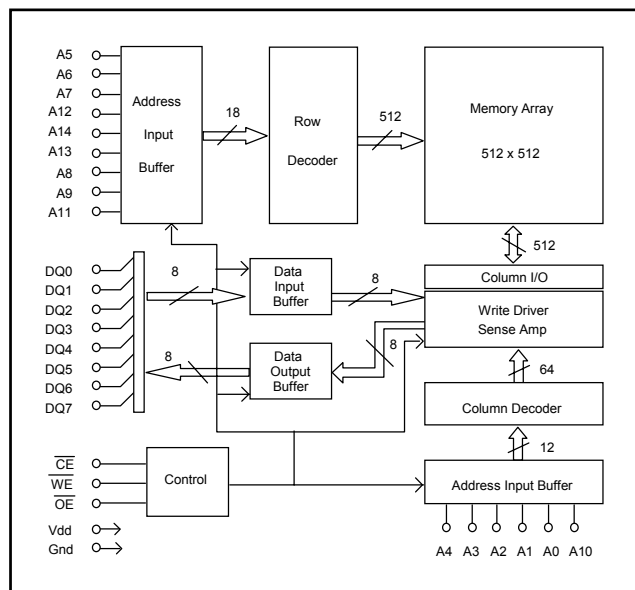 A5
A6
A7
A12
A14
A13
A8
A9
A11
Address
Input
Buffer
18
Row
Decoder
512
Memory Array
512 x 512
512
DQ0
DQ1
DQ2
DQ3
DQ4
DQ5
DQ6
DQ7
8
Data
Input
Buffer
8
Column I/O
Write Driver
Sense Amp
8
8
Data
Output
Buffer
64
Column Decoder
12
CE
WE
OE
Vdd
Gnd
Control
Address Input Buffer
A4 A3 A2 A1 A0 A10